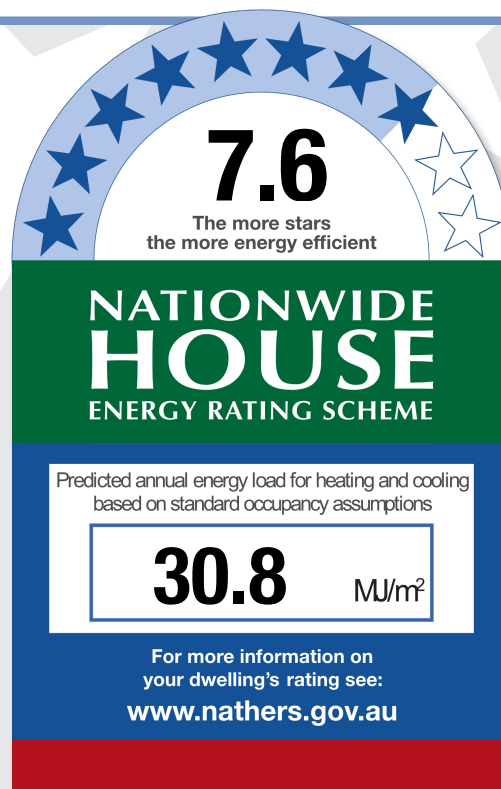 7.6
The more stars
the more energy efficient
NATIONWIDE
HOUSE
ENERGY RATING SCHEME
Predicted annual energy load for heating and cooling
based on standard occupancy assumptions
30.8 MJ/m²
For more information on
your dwelling's rating see:
www.nathers.gov.au